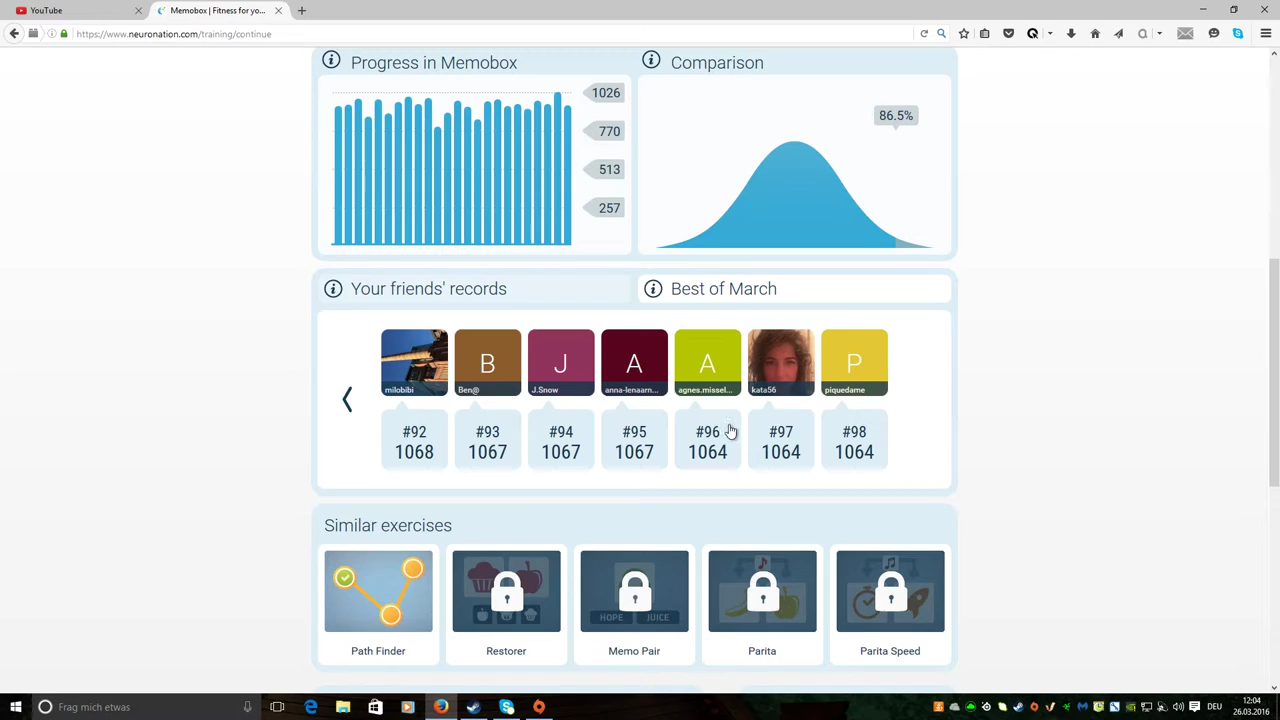 YouTube
Memobox | Fitness for yo...
https://www.neuronation.com/training/continue
Progress in Memobox
Comparison
1026
770
513
257
86.5%
Your friends' records
Best of March
B
J
A
A
P
milobibi
Ben@
J.Snow
anna-lenaarn...
agnes.missel...
kata56
piquedame
#92
#93
#94
#95
#96
#97
#98
1068
1067
1067
1067
1064
1064
1064
Similar exercises
HOPE
JUICE
Path Finder
Restorer
Memo Pair
Parita
Parita Speed
Frag mich etwas
DEU
12:04
26.03.2016